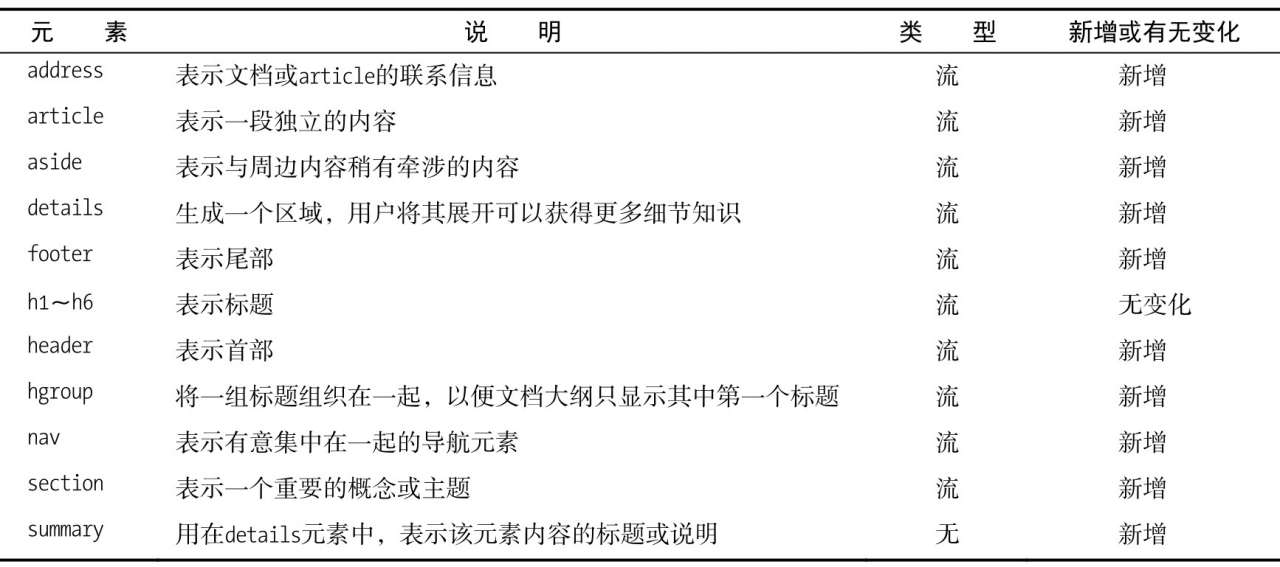 元 素 说 明 类 型 新增或有无变化
address 表示文档或article的联系信息 流 新增
article 表示一段独立的内容 流 新增
aside 表示与周边内容稍有牵涉的内容 流 新增
details 生成一个区域，用户将其展开可以获得更多细节知识 流 新增
footer 表示尾部 流 新增
h1～h6 表示标题 流 无变化
header 表示首部 流 新增
hgroup 将一组标题组织在一起，以便文档大纲只显示其中第一个标题 流 新增
nav 表示有意集中在一起的导航元素 流 新增
section 表示一个重要的概念或主题 流 新增
summary 用在details元素中，表示该元素内容的标题或说明 无 新增